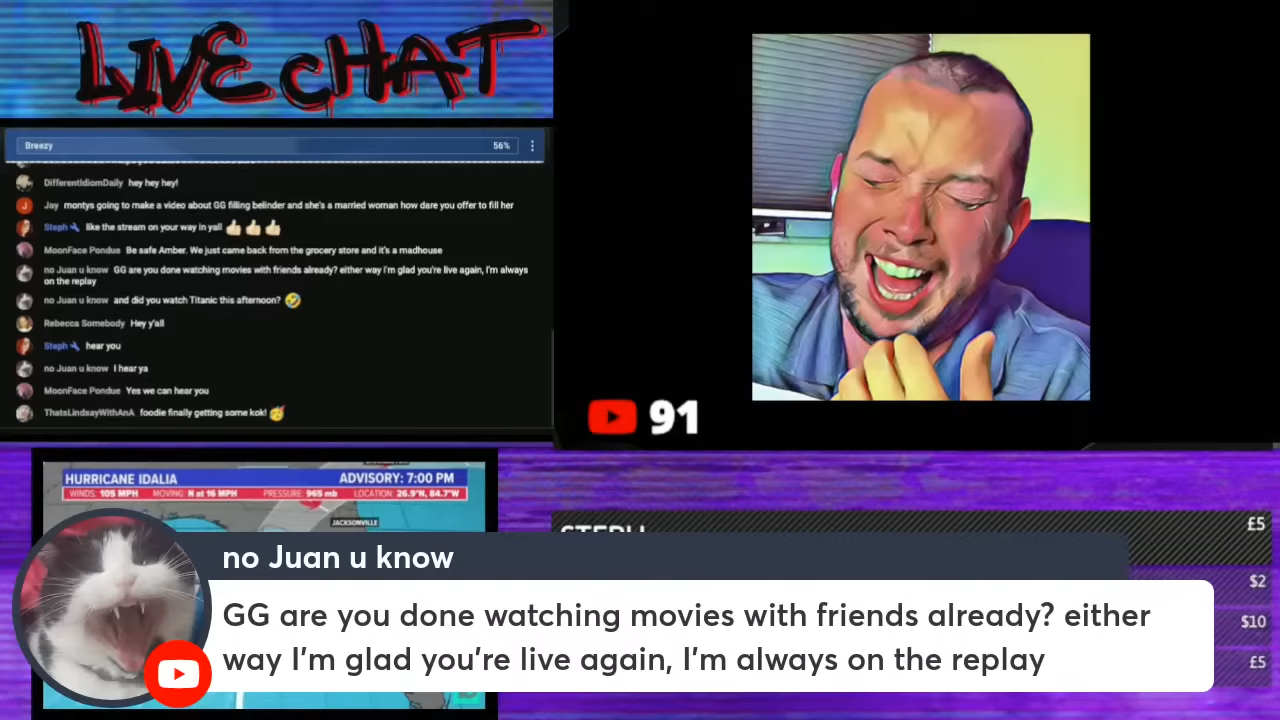 LIVE CHAT
Breezy 56%
DifferentIdiomDaily hey hey hey!
Jay montys going to make a video about GG filling belinder and she's a married woman how dare you offer to fill her
Steph like the stream on your way in yall 👍🏻👍🏻👍🏻
MoonFace Pondue Be safe Amber. We just came back from the grocery store and it's a madhouse
no Juan u know GG are you done watching movies with friends already? either way I'm glad you're live again, I'm always
on the replay
no Juan u know and did you watch Titanic this afternoon? 🤣
Rebecca Somebody Hey y'all
Steph hear you
no Juan u know I hear ya
MoonFace Pondue Yes we can hear you
ThatsLindsayWithAnA foodie finally getting some kok! 🥳
91
HURRICANE IDALIA ADVISORY: 7:00 PM
WINDS: 105 MPH MOVING: N at 16 MPH PRESSURE: 965 mb LOCATION: 26.9°N, 84.7°W
JACKSONVILLE
£5
$2
$10
£5
no Juan u know
GG are you done watching movies with friends already? either
way I'm glad you're live again, I'm always on the replay